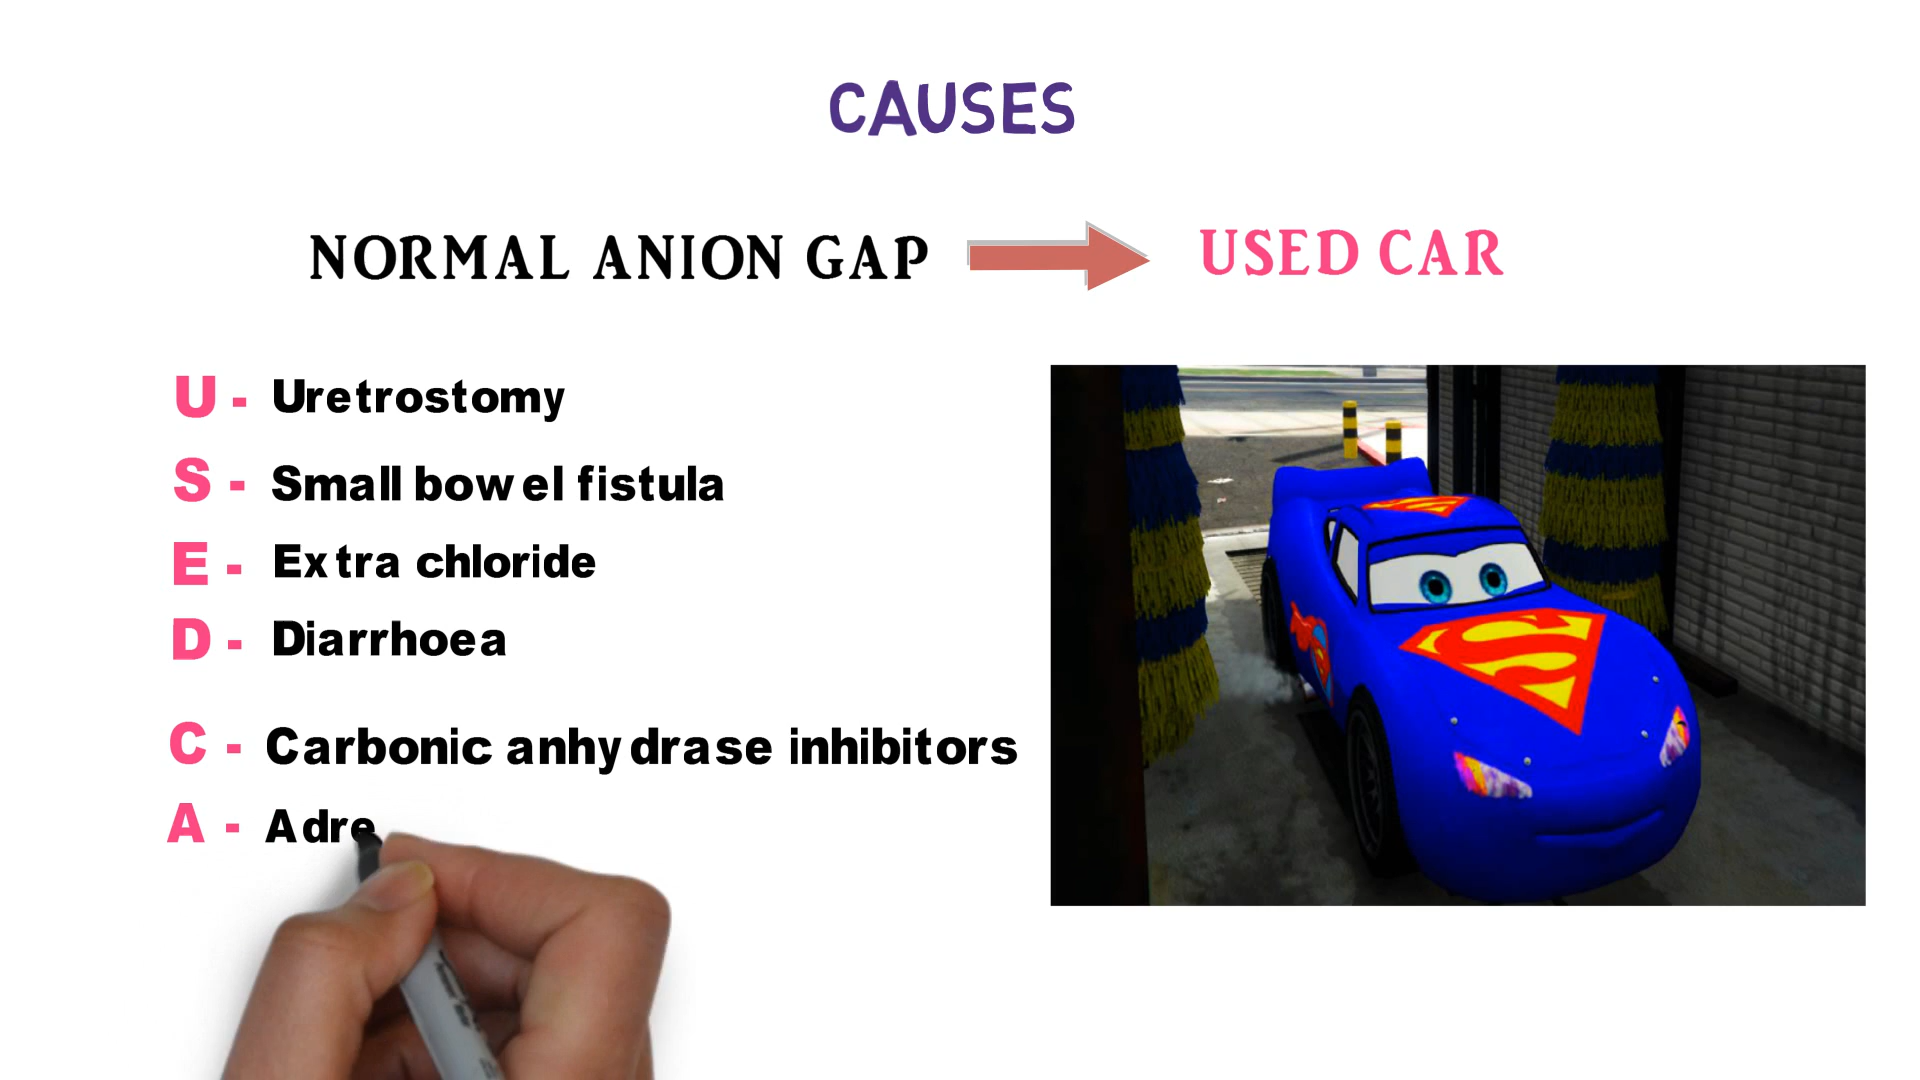 CAUSES
NORMAL ANION GAP USED CAR
U - Uretrostomy
S - Small bowel fistula
E - Extra chloride
D - Diarrhoea
C - Carbonic anhydrase inhibitors
A - Adre